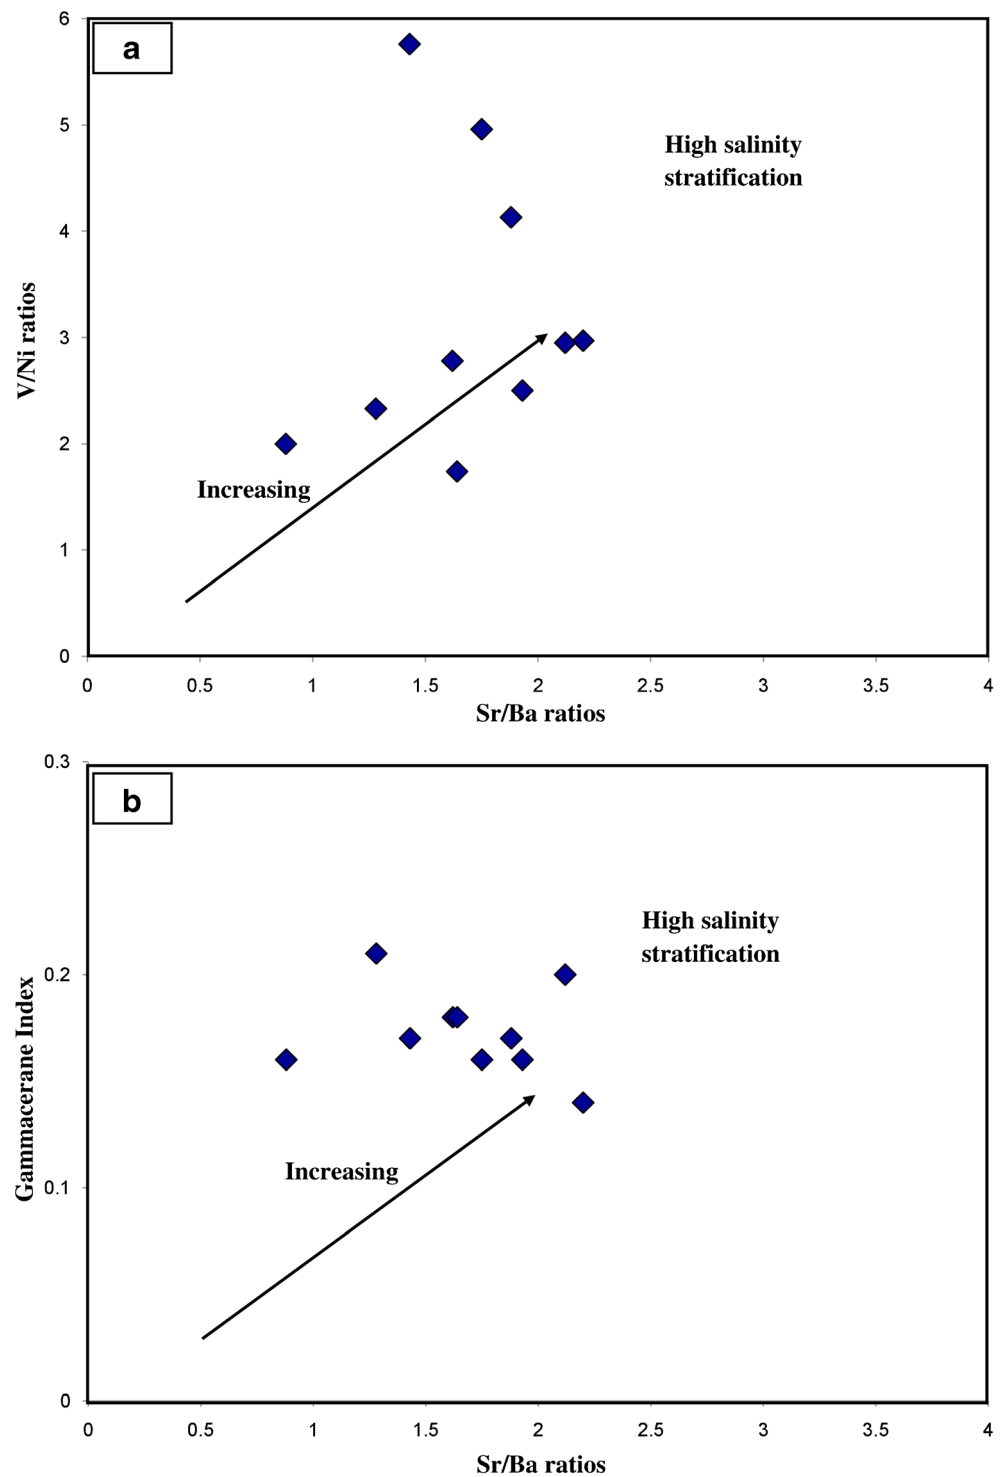 a
6
5
4
3
2
1
0
V/Ni ratios
High salinity
stratification
Increasing
0 0.5 1 1.5 2 2.5 3 3.5 4
Sr/Ba ratios
b
0.3
0.2
0.1
0
Gammacerane Index
High salinity
stratification
Increasing
0 0.5 1 1.5 2 2.5 3 3.5 4
Sr/Ba ratios